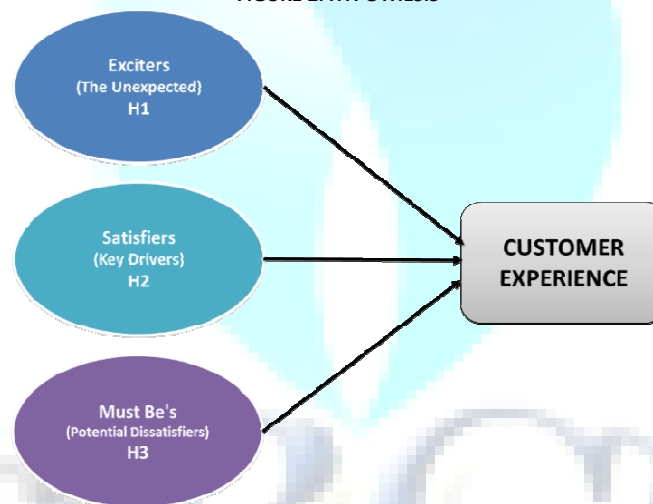 Exciters
(The Unexpected)
H1
Satisfiers
(Key Drivers)
H2
CUSTOMER
EXPERIENCE
Must Be's
(Potential Dissatisfiers)
H3